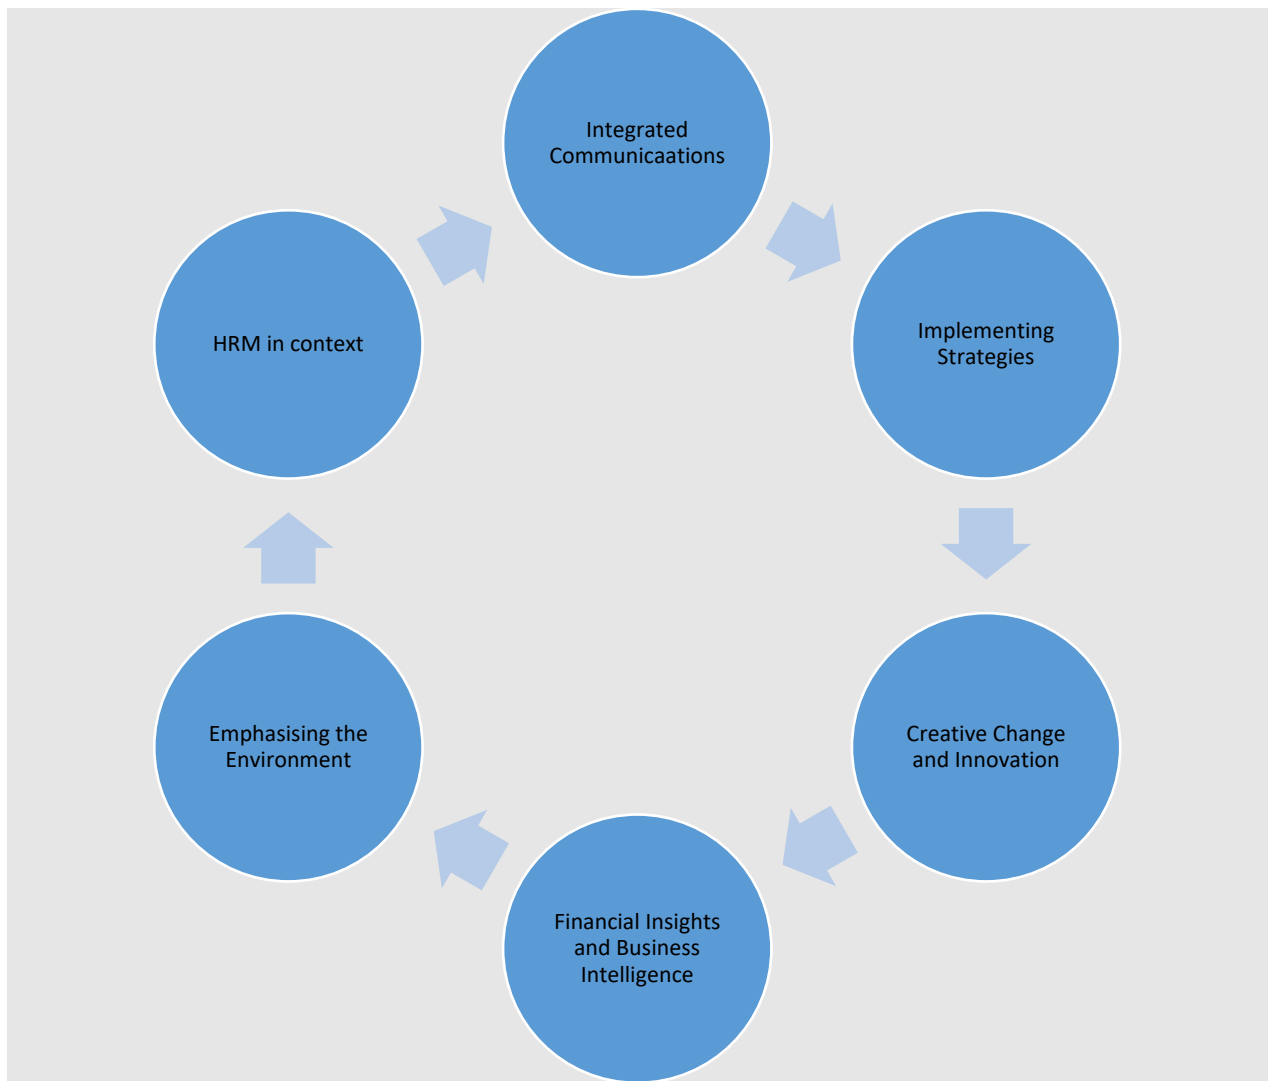 Integrated
Communicaations
Implementing
Strategies
Creative Change
and Innovation
Financial Insights
and Business
Intelligence
Emphasising the
Environment
HRM in context